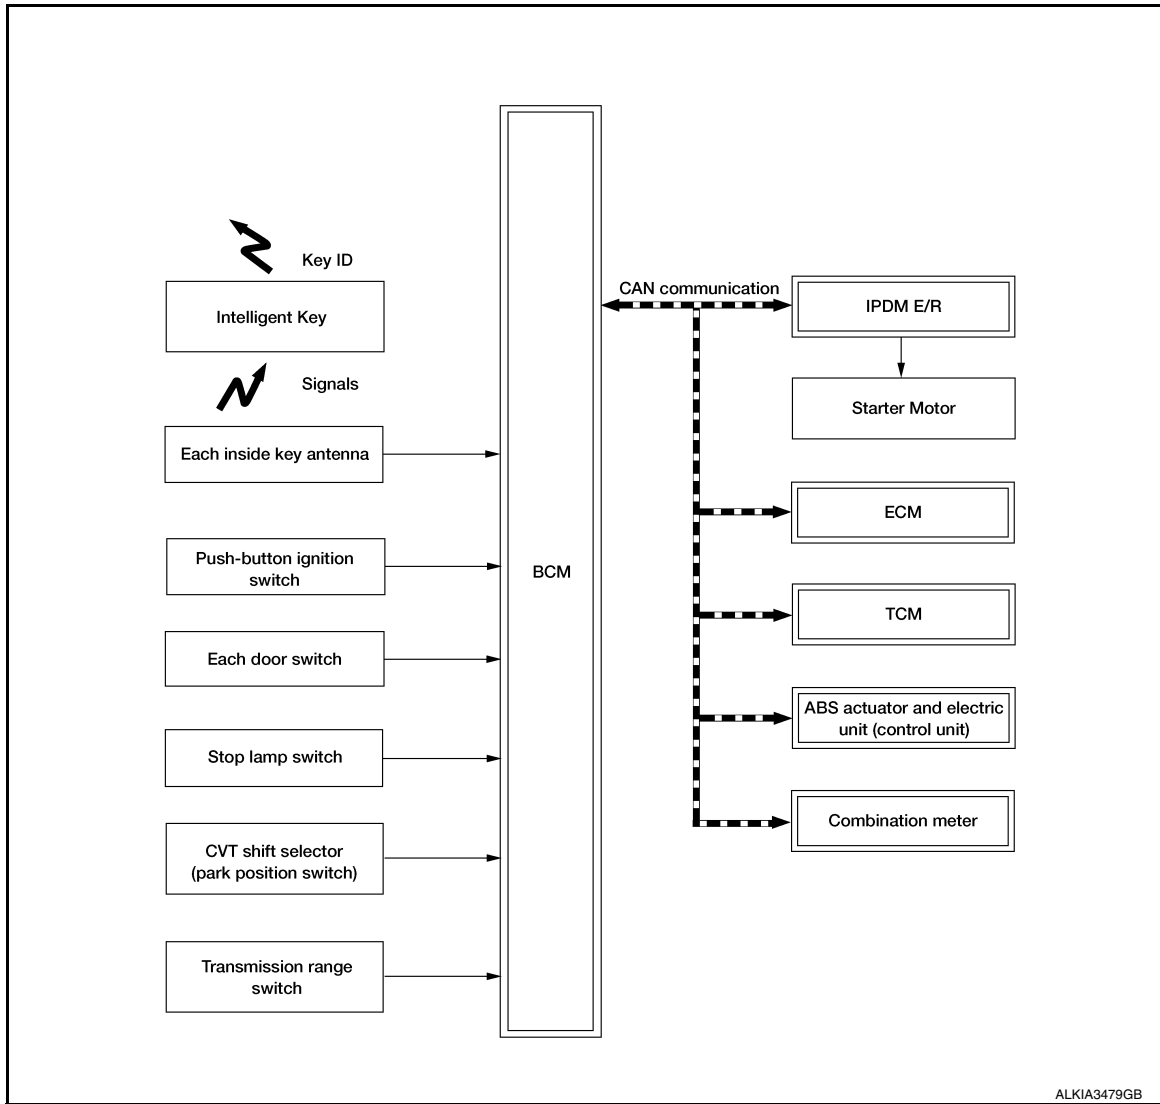 Key ID
Intelligent Key
Signals
Each inside key antenna
Push-button ignition
switch
Each door switch
Stop lamp switch
CVT shift selector
(park position switch)
Transmission range
switch
BCM
CAN communication
IPDM E/R
Starter Motor
ECM
TCM
ABS actuator and electric
unit (control unit)
Combination meter
ALKIA3479GB